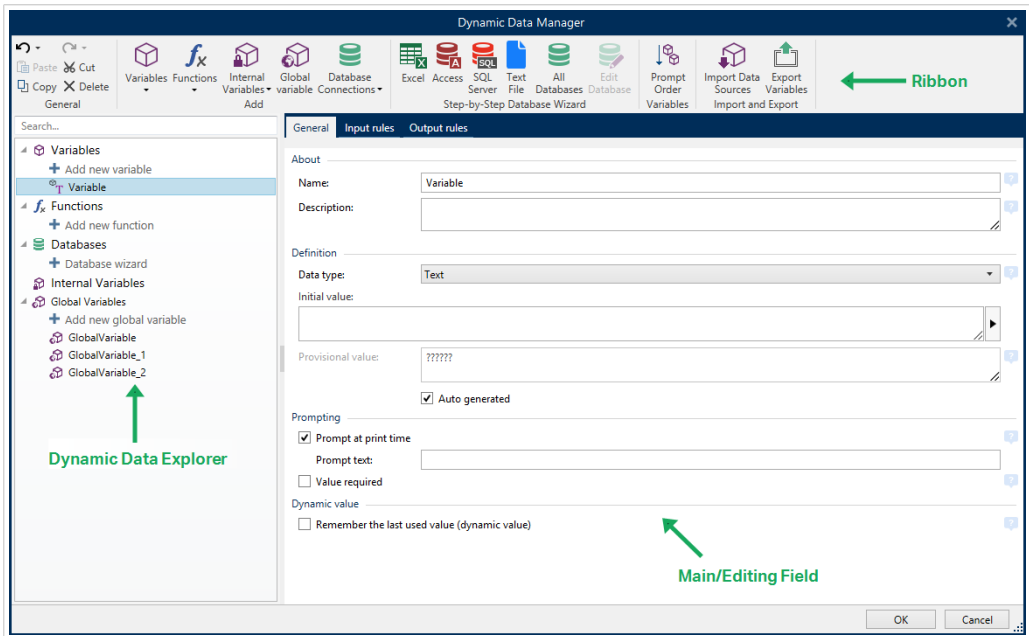 Dynamic Data Manager
Paste Cut
Copy Delete
General
Variables Functions Internal Variables Global variable Database Connections
Add
Excel Access SQL Server Text File All Databases Edit Database
Step-by-Step Database Wizard
Prompt Order
Variables
Import Data Sources Export Variables
Import and Export
Ribbon
Search...
Variables
Add new variable
Variable
Functions
Add new function
Databases
Database wizard
Internal Variables
Global Variables
Add new global variable
GlobalVariable
GlobalVariable_1
GlobalVariable_2
Dynamic Data Explorer
General Input rules Output rules
About
Name: Variable
Description:
Definition
Data type: Text
Initial value:
Provisional value: ??????
Auto generated
Prompting
Prompt at print time
Prompt text:
Value required
Dynamic value
Remember the last used value (dynamic value)
Main/Editing Field
OK Cancel